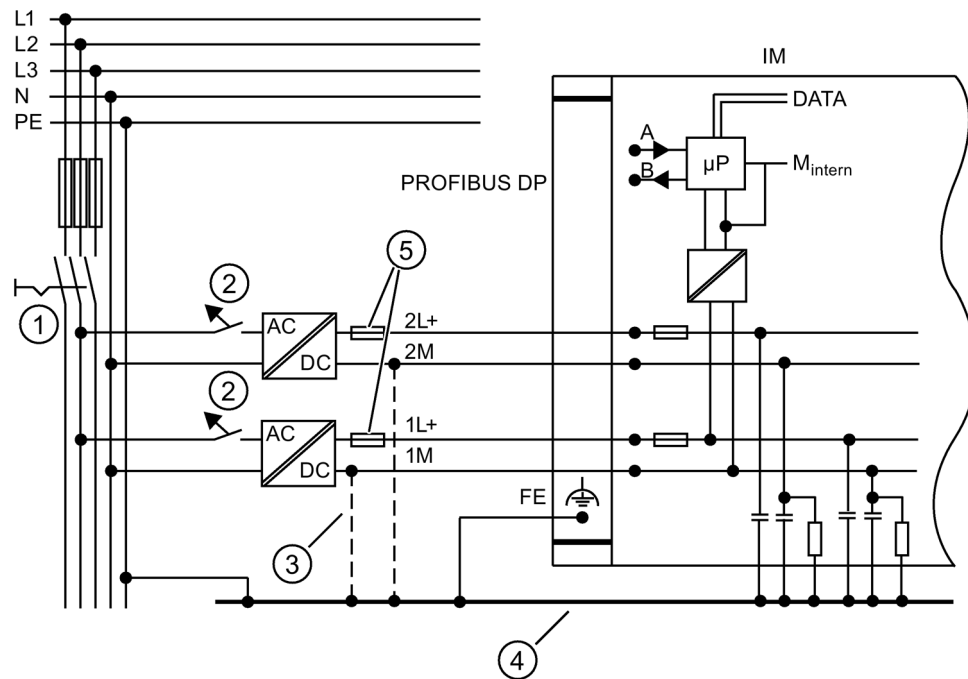 L1
L2
L3
N
PE
IM
DATA
A
B
µP
M intern
PROFIBUS DP
5
2
1
AC
DC
2L+
2M
2
AC
DC
1L+
1M
FE
3
4